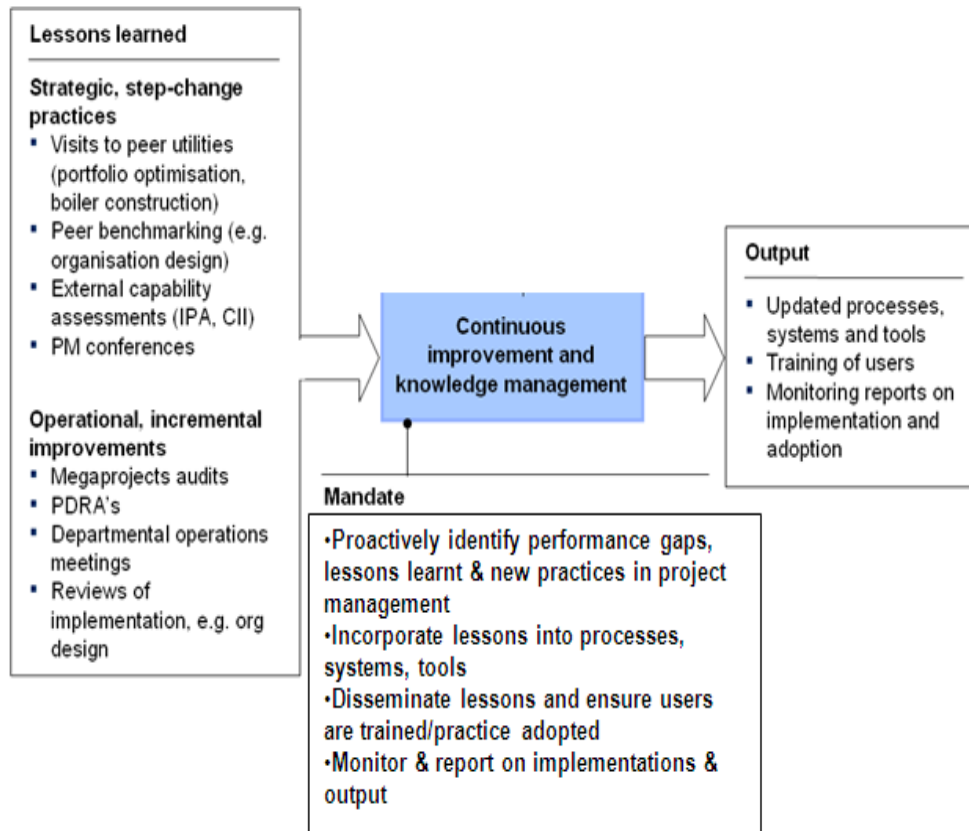 Lessons learned
Strategic, step-change
practices
▪ Visits to peer utilities
(portfolio optimisation,
boiler construction)
▪ Peer benchmarking (e.g.
organisation design)
▪ External capability
assessments (IPA, CII)
▪ PM conferences
Operational, incremental
improvements
▪ Megaprojects audits
▪ PDRA's
▪ Departmental operations
meetings
▪ Reviews of
implementation, e.g. org
design
Continuous
improvement and
knowledge management
Mandate
•Proactively identify performance gaps,
lessons learnt & new practices in project
management
•Incorporate lessons into processes,
systems, tools
•Disseminate lessons and ensure users
are trained/practice adopted
•Monitor & report on implementations &
output
Output
▪ Updated processes,
systems and tools
▪ Training of users
▪ Monitoring reports on
implementation and
adoption